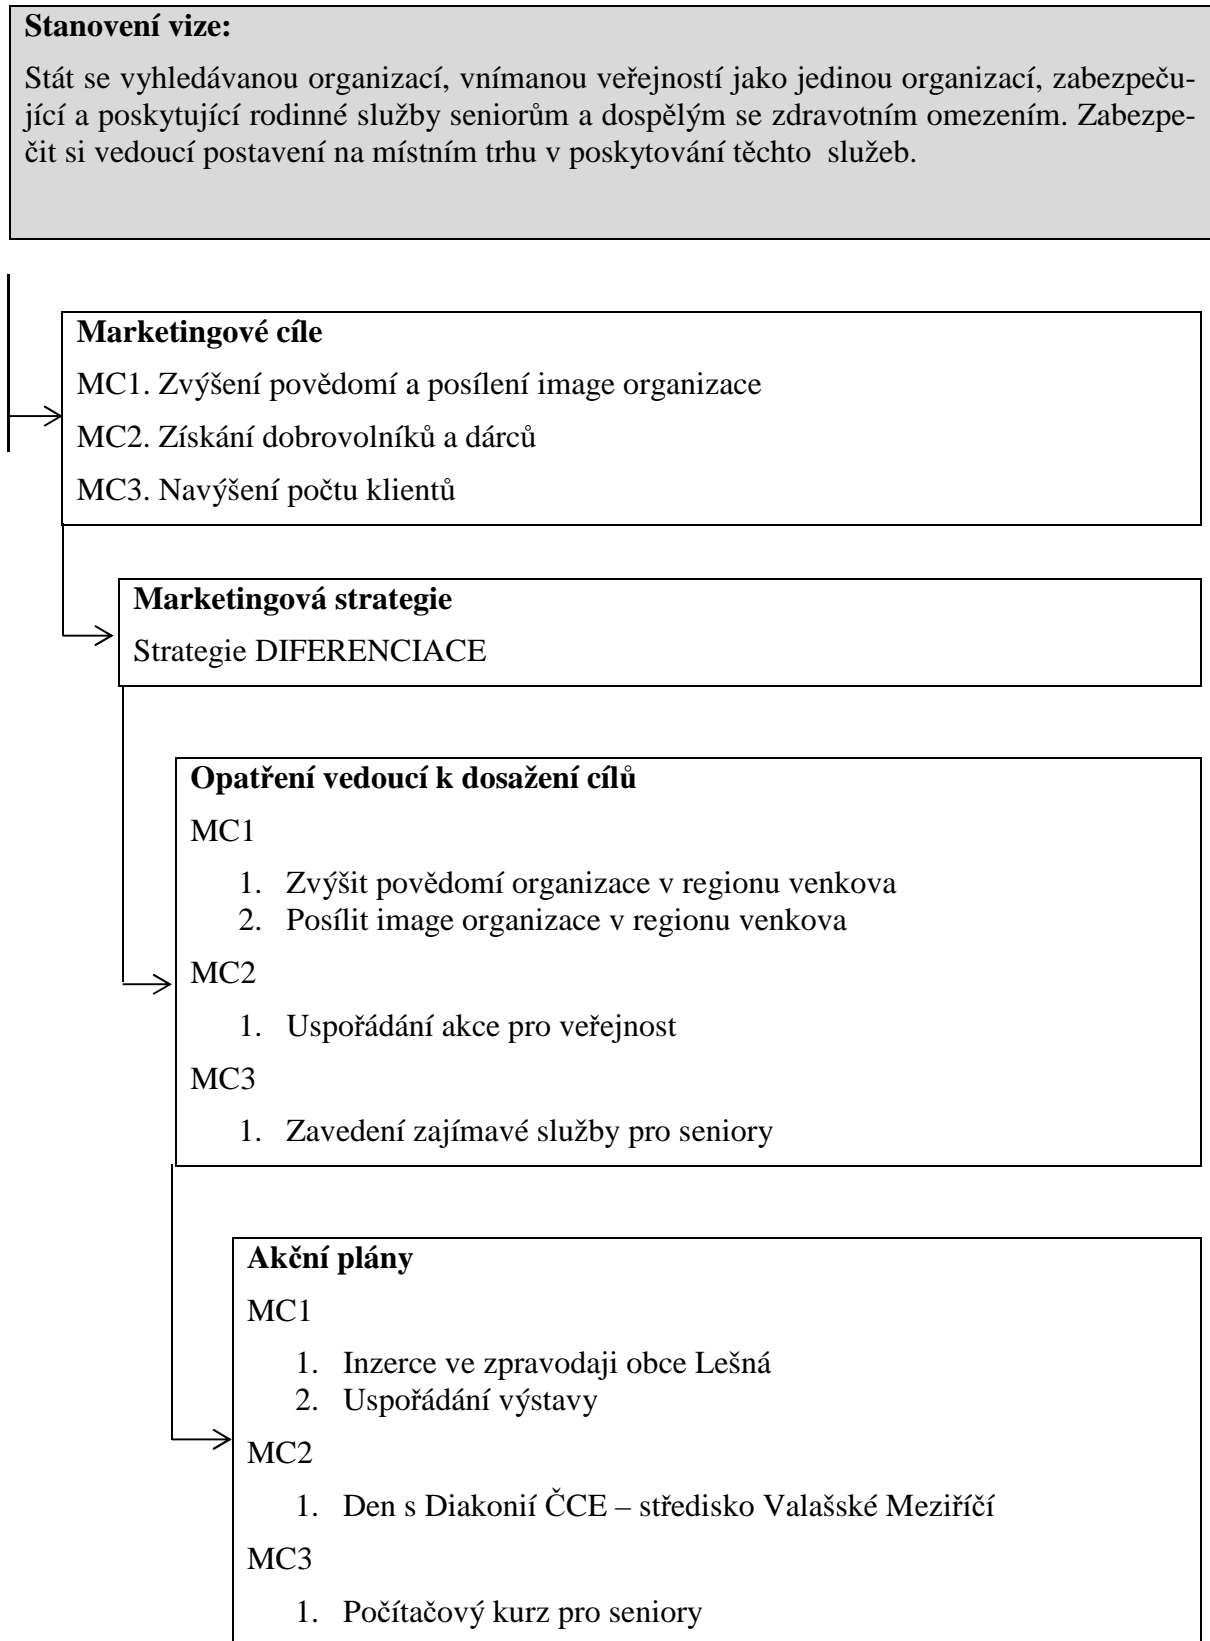 Stanovení vize:
Stát se vyhledávanou organizací, vnímanou veřejností jako jedinou organizací, zabezpeču-
jící a poskytující rodinné služby seniorům a dospělým se zdravotním omezením. Zabezpe-
čit si vedoucí postavení na místním trhu v poskytování těchto  služeb.
Marketingové cíle
MC1. Zvýšení povědomí a posílení image organizace
MC2. Získání dobrovolníků a dárců
MC3. Navýšení počtu klientů
Marketingová strategie
Strategie DIFERENCIACE
Opatření vedoucí k dosažení cílů
MC1
1. Zvýšit povědomí organizace v regionu venkova
2. Posílit image organizace v regionu venkova
MC2
1. Uspořádání akce pro veřejnost
MC3
1. Zavedení zajímavé služby pro seniory
Akční plány
MC1
1. Inzerce ve zpravodaji obce Lešná
2. Uspořádání výstavy
MC2
1. Den s Diakonií ČCE – středisko Valašské Meziříčí
MC3
1. Počítačový kurz pro seniory